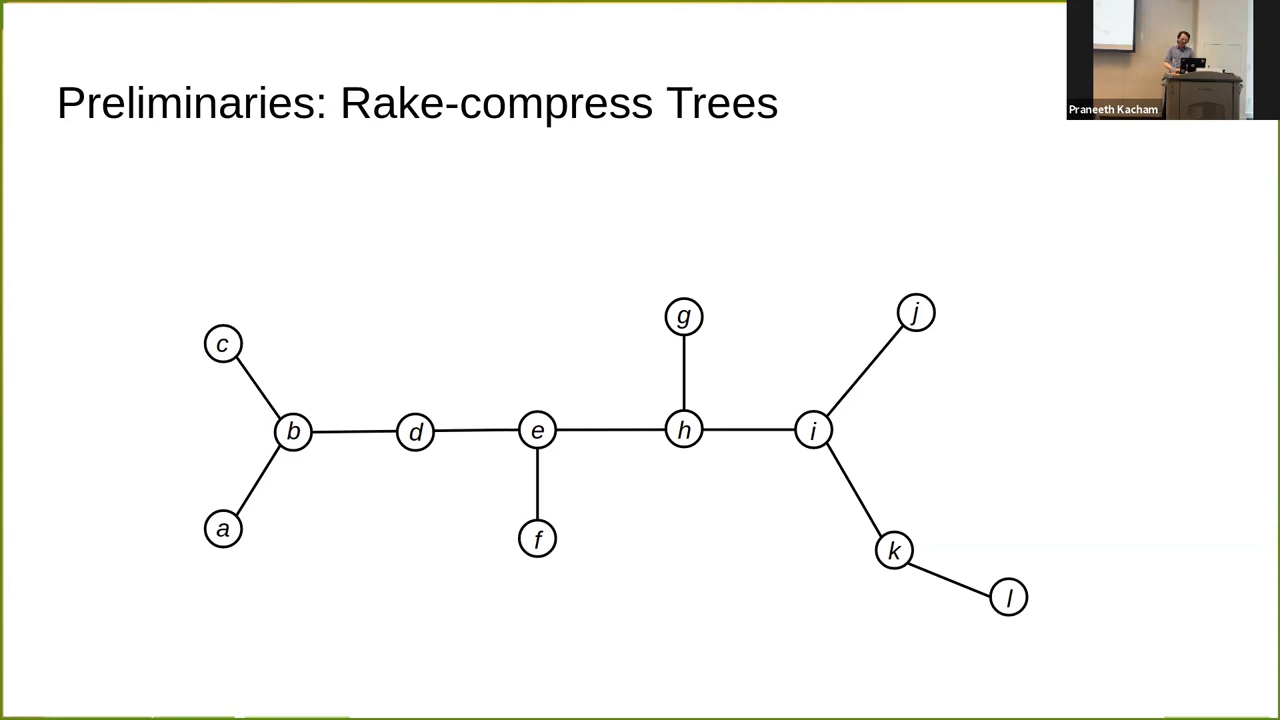 Preliminaries: Rake-compress Trees
Praneeth Kacham
g
j
c
b
d
e
h
i
a
f
k
l